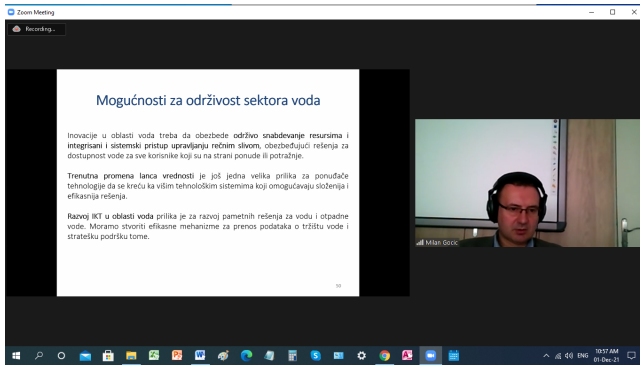 Zoom Meeting
Recording...
Mogućnosti za održivost sektora voda
Inovacije u oblasti voda treba da obezbede održivo snabdevanje resursima i
integrisani i sistemski pristup upravljanju rečnim slivom, obezbeđujući rešenja za
dostupnost vode za sve korisnike koji su na strani ponude ili potražnje.
Trenutna promena lanca vrednosti je još jedna velika prilika za ponuđače
tehnologije da se kreću ka višim tehnološkim sistemima koji omogućavaju složenija i
efikasnija rešenja.
Razvoj IKT u oblasti voda prilika je za razvoj pametnih rešenja za vodu i otpadne
vode. Moramo stvoriti efikasne mehanizme za prenos podataka o tržištu vode i
stratešku podršku tome.
59
Milan Gocic
ENG
10:57 AM
01-Dec-21